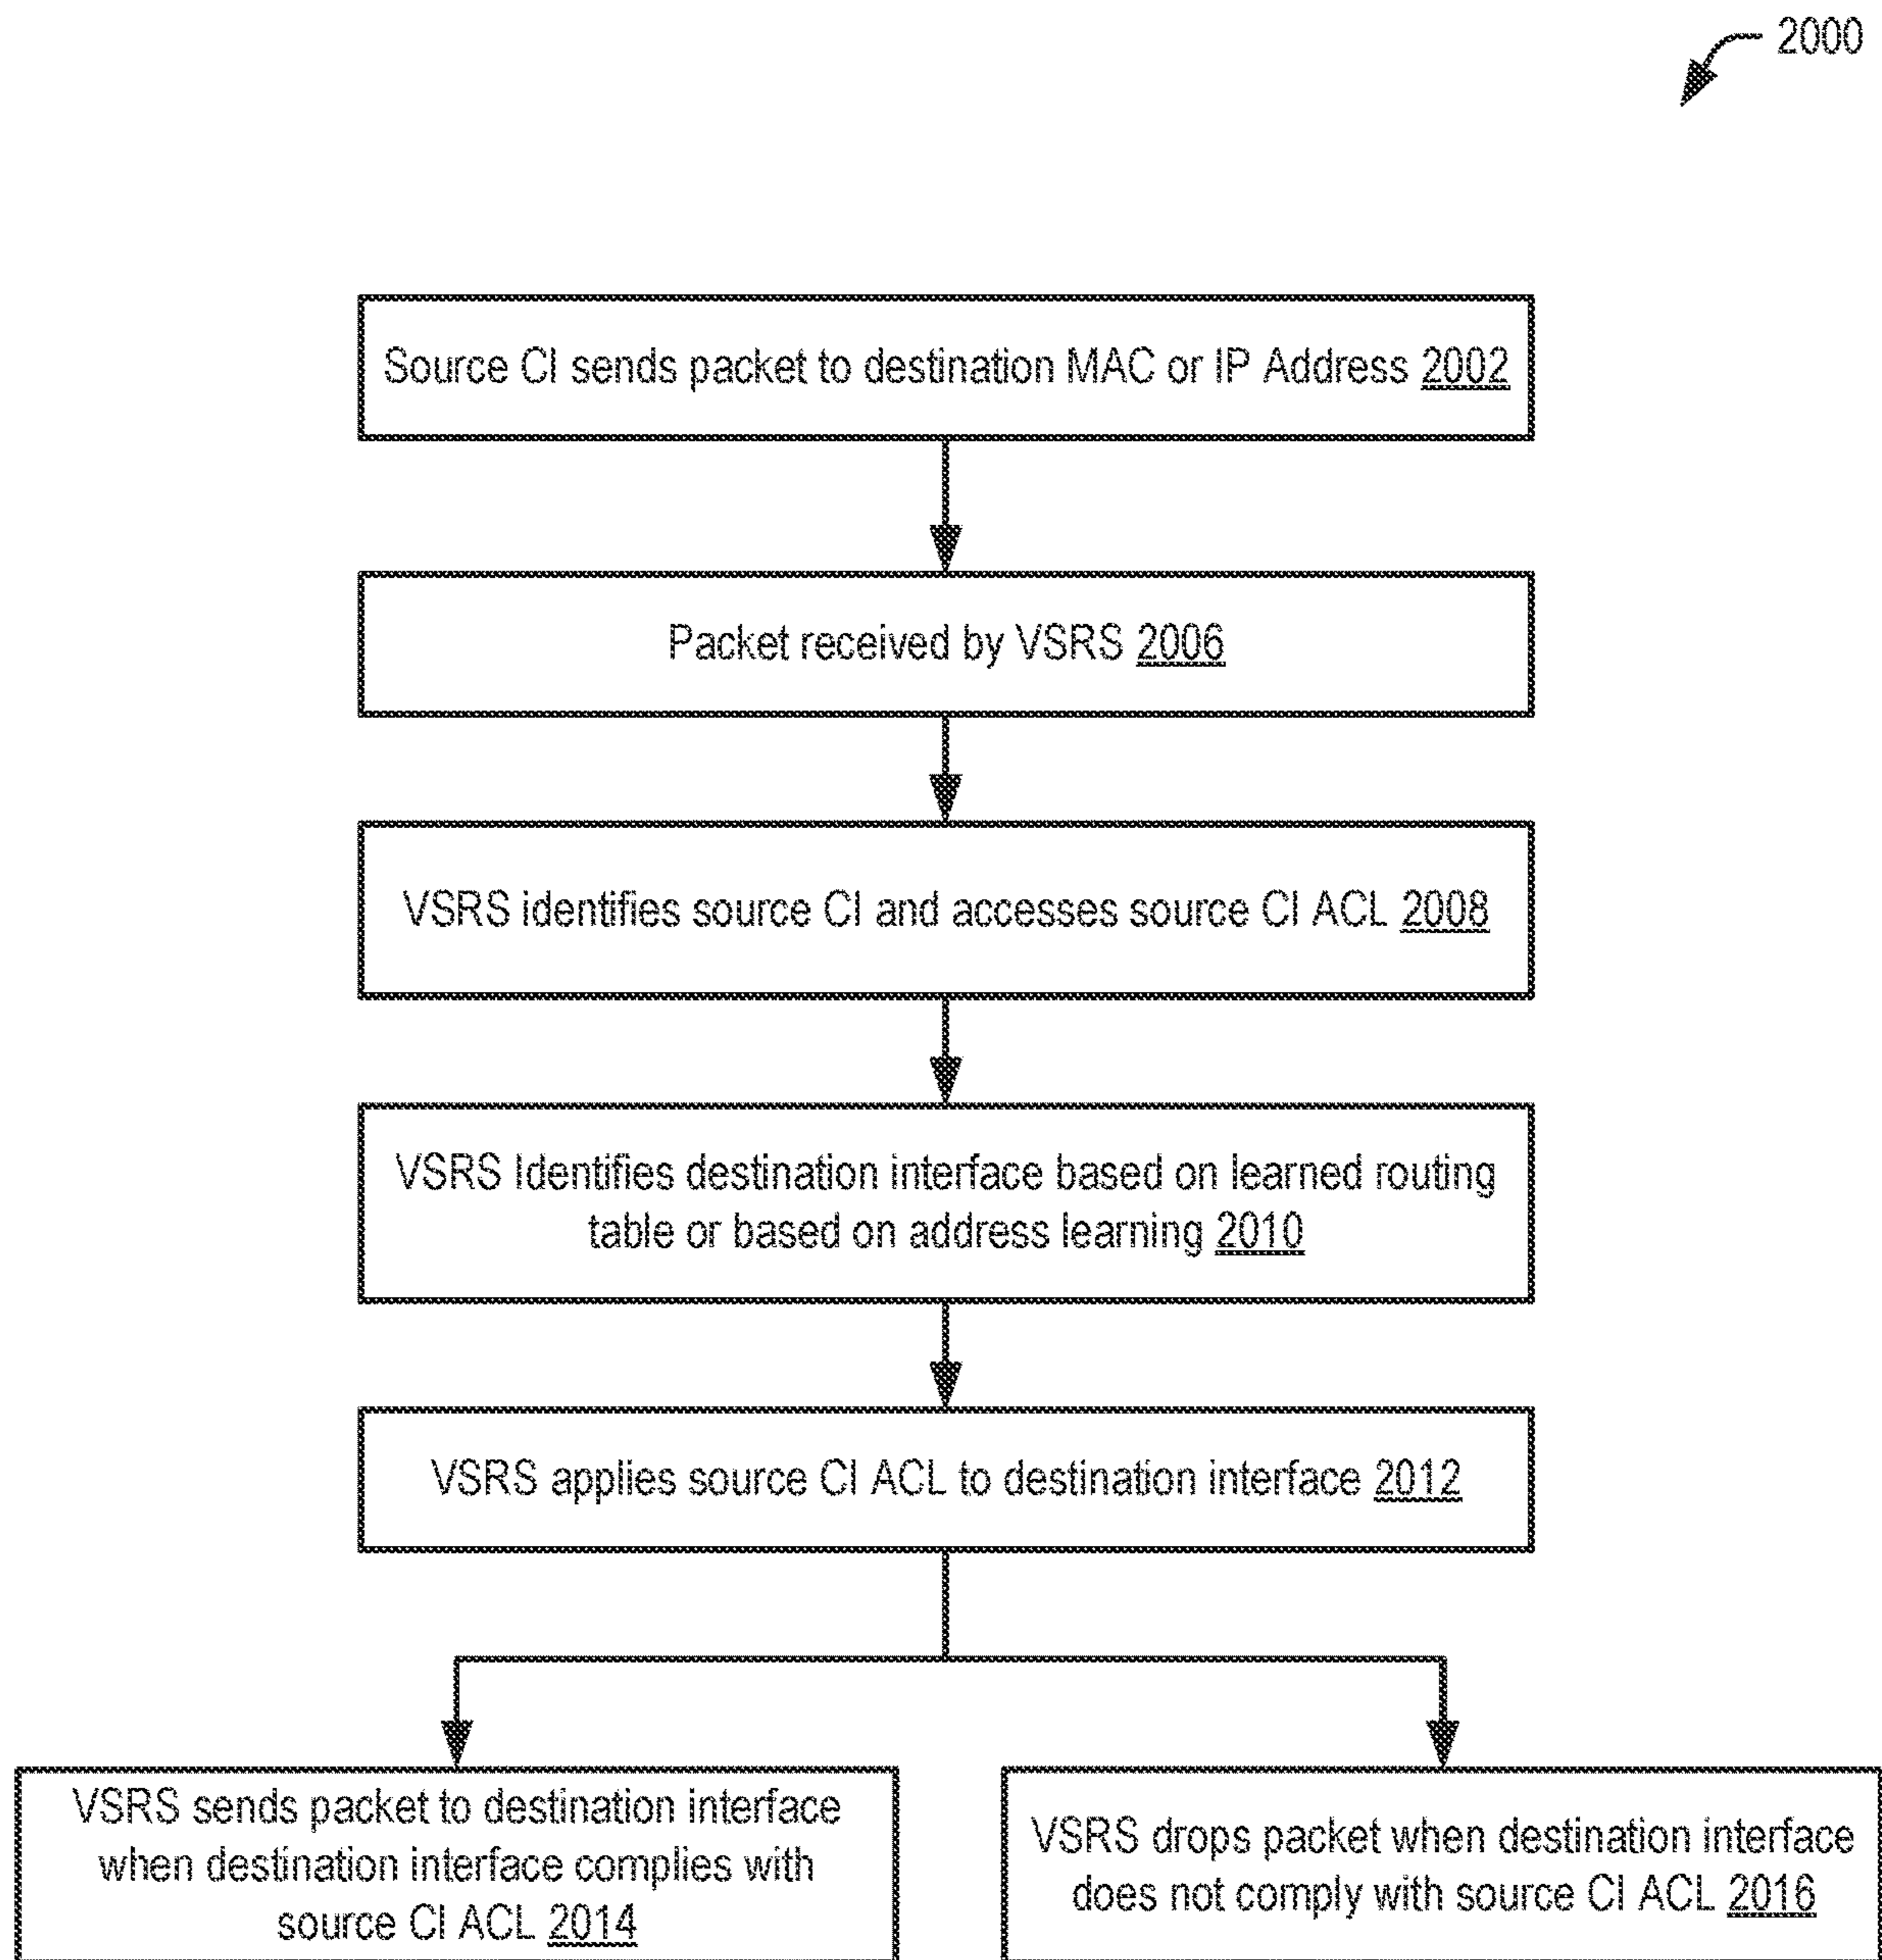 2000
Source CI sends packet to destination MAC or IP Address 2002
Packet received by VSRS 2006
VSRS identifies source CI and accesses source CI ACL 2008
VSRS Identifies destination interface based on learned routing
table or based on address learning 2010
VSRS applies source CI ACL to destination interface 2012
VSRS sends packet to destination interface
when destination interface complies with
source CI ACL 2014
VSRS drops packet when destination interface
does not comply with source CI ACL 2016